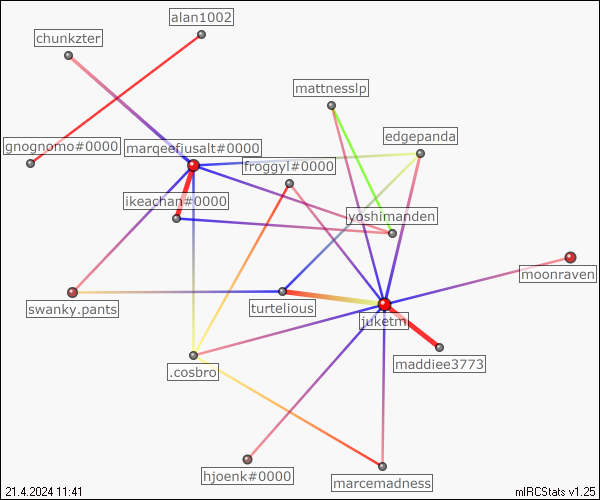 alan1002
chunkzter
mattnesslp
edgepanda
gnognomo#0000
marqeefjusalt#0000
froggyl#0000
ikeachan#0000
yoshimanden
moonraven
swanky.pants
turtelious
juketm
maddiee3773
.cosbro
hjoenk#0000
marcemadness
21.4.2024 11:41
mIRCStats v1.25